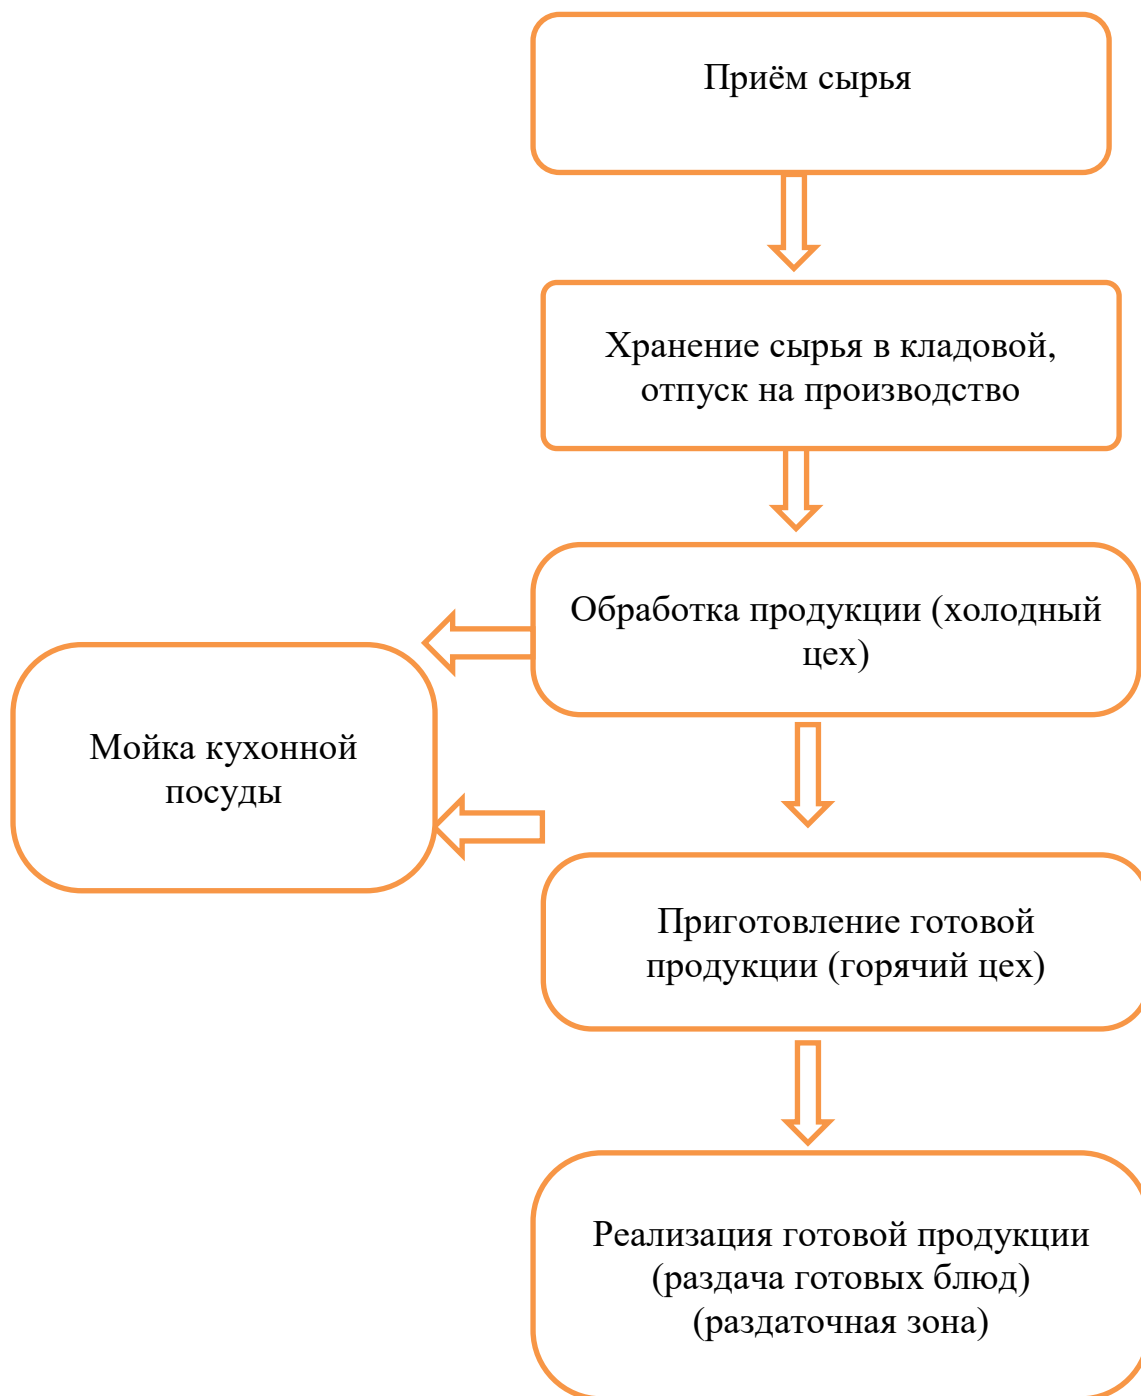 Приём сырья
Хранение сырья в кладовой,
отпуск на производство
Обработка продукции (холодный
цех)
Мойка кухонной
посуды
Приготовление готовой
продукции (горячий цех)
Реализация готовой продукции
(раздача готовых блюд)
(раздаточная зона)